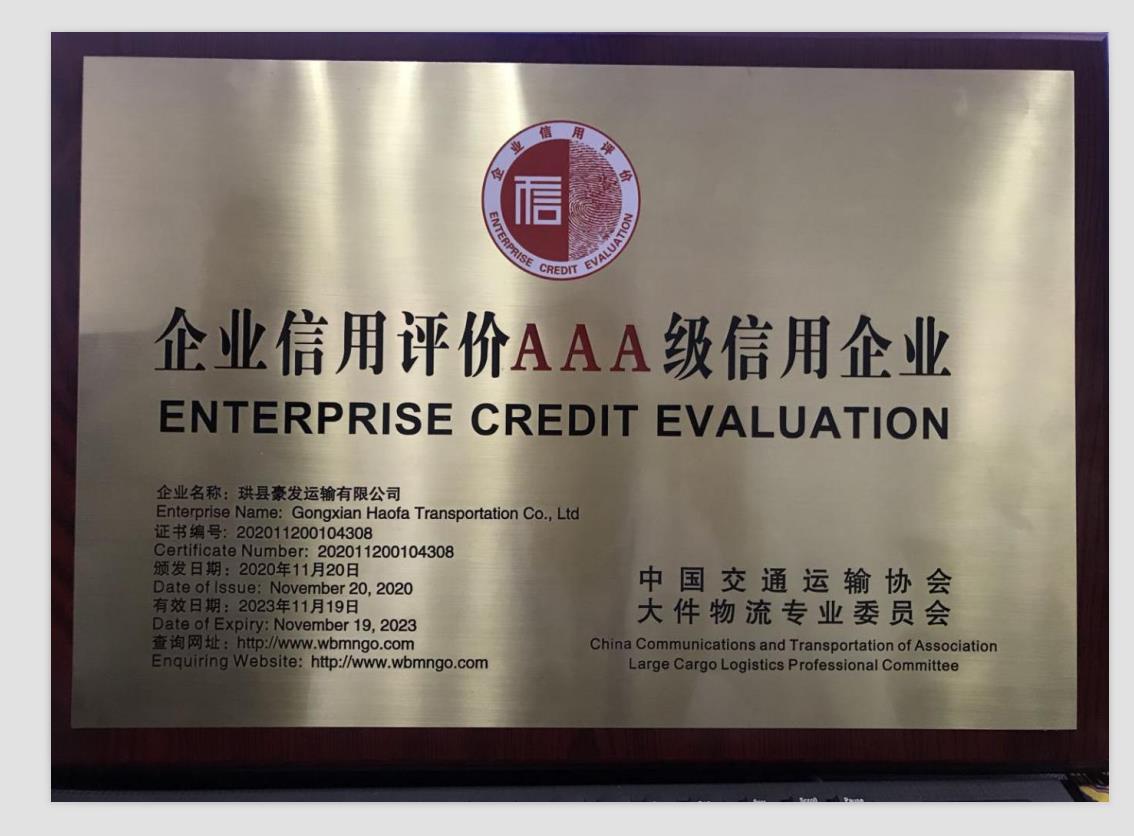 企业信用评价
信
ENTERPRISE CREDIT EVALUATION
企业信用评价AAA级信用企业
ENTERPRISE CREDIT EVALUATION
企业名称：珙县豪发运输有限公司
Enterprise Name: Gongxian Haofa Transportation Co., Ltd
证书编号: 202011200104308
Certificate Number: 202011200104308
颁发日期：2020年11月20日
Date of Issue: November 20, 2020
有效日期：2023年11月19日
Date of Expiry: November 19, 2023
查询网址：http://www.wbmngo.com
Enquiring Website: http://www.wbmngo.com
中国交通运输协会
大件物流专业委员会
China Communications and Transportation of Association
Large Cargo Logistics Professional Committee